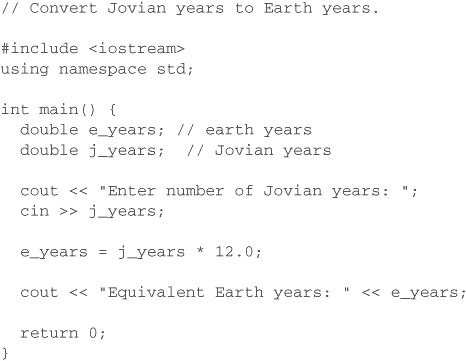 // Convert Jovian years to Earth years.
#include <iostream>
using namespace std;
int main() {
double e_years; // earth years
double j_years;  // Jovian years
cout << "Enter number of Jovian years: ";
cin >> j_years;
e_years = j_years * 12.0;
cout << "Equivalent Earth years: " << e_years;
return 0;
}